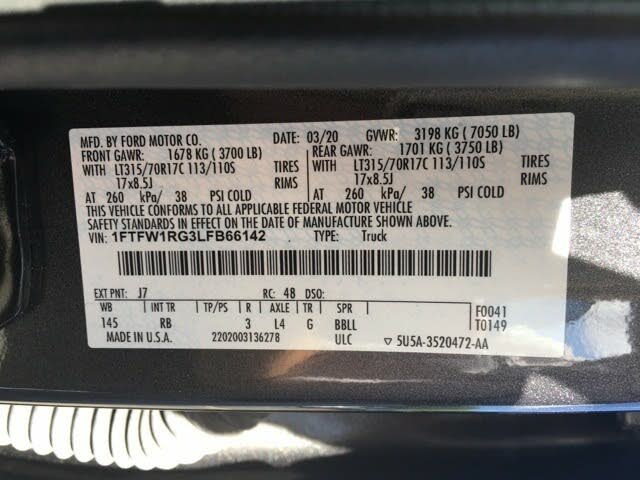 MFD. BY FORD MOTOR CO. DATE: 03/20 GVWR: 3198 KG ( 7050 LB)
FRONT GAWR: 1678 KG ( 3700 LB) REAR GAWR: 1701 KG ( 3750 LB)
WITH LT315/70R17C 113/110S TIRES WITH LT315/70R17C 113/110S TIRES
17x8.5J RIMS 17x8.5J RIMS
AT 260 kPa/ 38 PSI COLD AT 260 kPa/ 38 PSI COLD
THIS VEHICLE CONFORMS TO ALL APPLICABLE FEDERAL MOTOR VEHICLE
SAFETY STANDARDS IN EFFECT ON THE DATE OF MANUFACTURE SHOWN ABOVE.
VIN: 1FTFW1RG3LFB66142 TYPE: Truck
EXT PNT: J7 RC: 48 DSO:
WB INT TR TP/PS R AXLE TR SPR F0041
145 RB 3 L4 G BBLL T0149
MADE IN U.S.A. 2202003136278 ULC ▽ 5U5A-3520472-AA